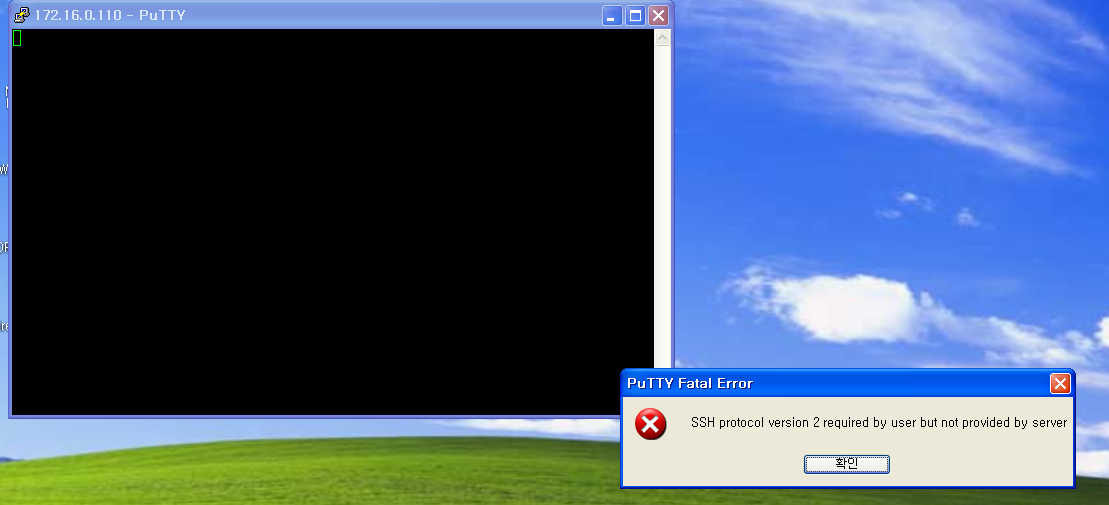 172.16.0.110 - PuTTY
PuTTY Fatal Error
SSH protocol version 2 required by user but not provided by server
확인